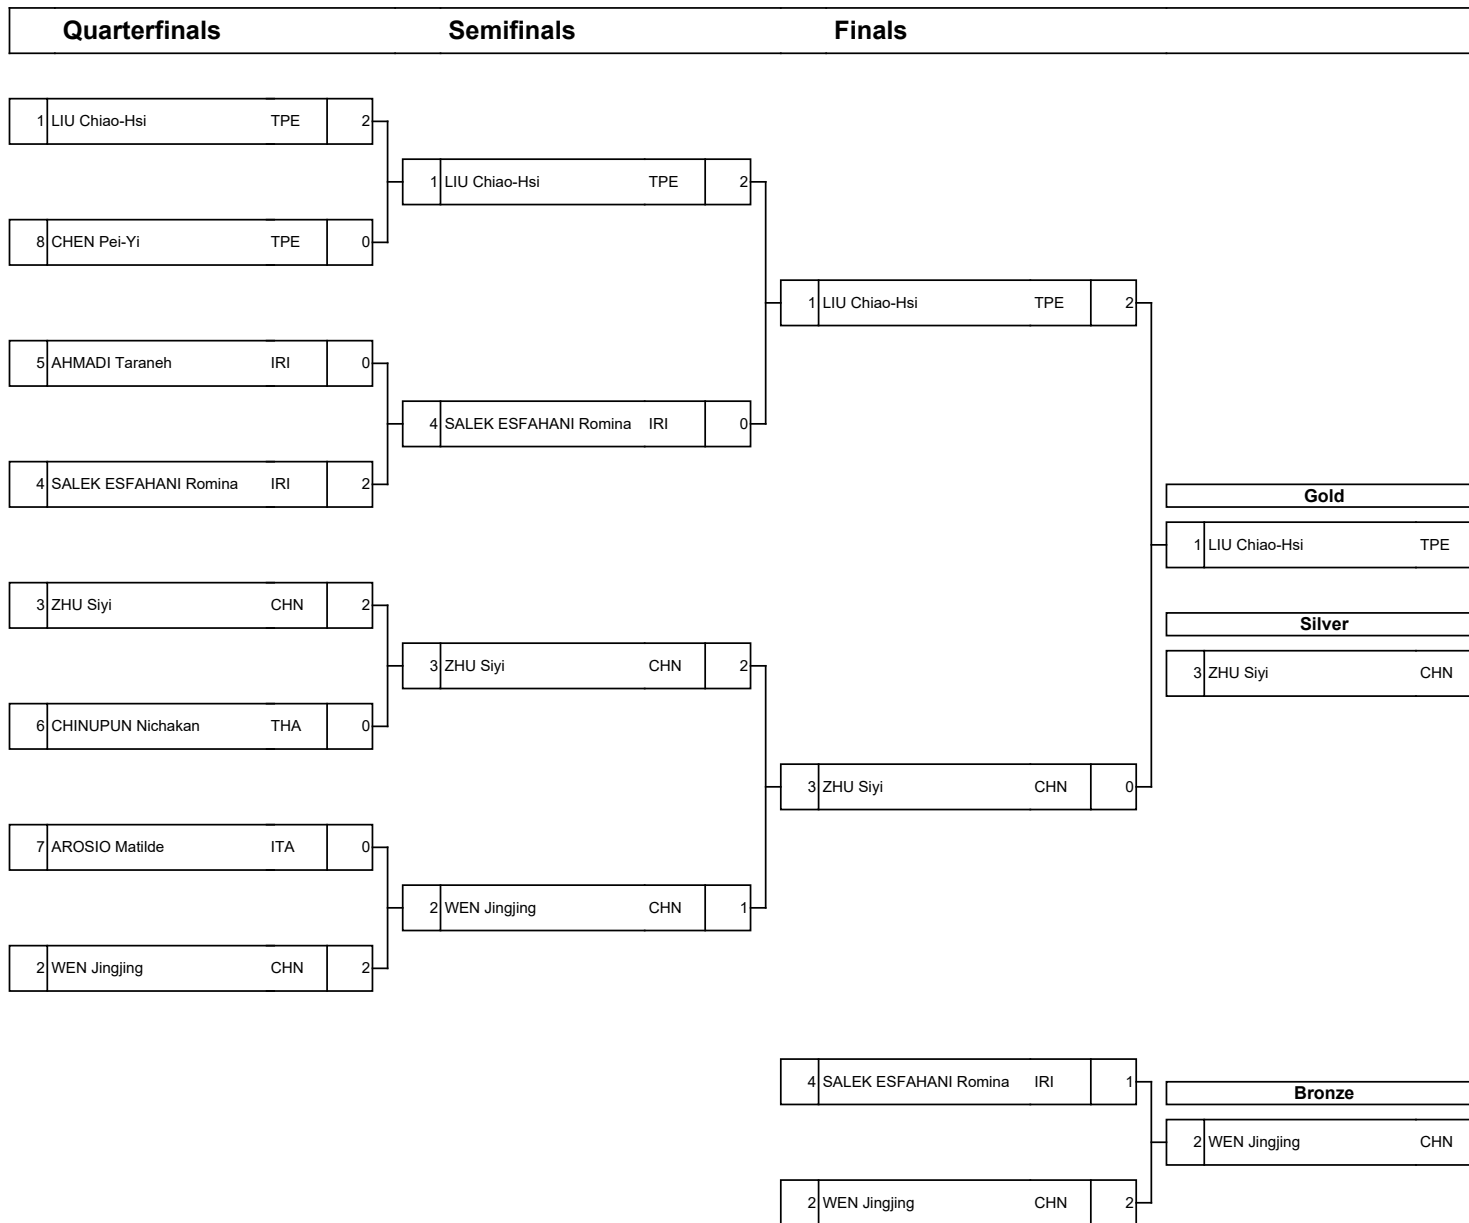 Quarterfinals Semifinals Finals
1 LIU Chiao-Hsi TPE 2
1 LIU Chiao-Hsi TPE 2
8 CHEN Pei-Yi TPE 0
1 LIU Chiao-Hsi TPE 2
5 AHMADI Taraneh IRI 0
4 SALEK ESFAHANI Romina IRI 0
4 SALEK ESFAHANI Romina IRI 2
Gold
1 LIU Chiao-Hsi TPE
3 ZHU Siyi CHN 2
Silver
3 ZHU Siyi CHN 2
3 ZHU Siyi CHN
6 CHINUPUN Nichakan THA 0
3 ZHU Siyi CHN 0
7 AROSIO Matilde ITA 0
2 WEN Jingjing CHN 1
2 WEN Jingjing CHN 2
4 SALEK ESFAHANI Romina IRI 1
Bronze
2 WEN Jingjing CHN
2 WEN Jingjing CHN 2